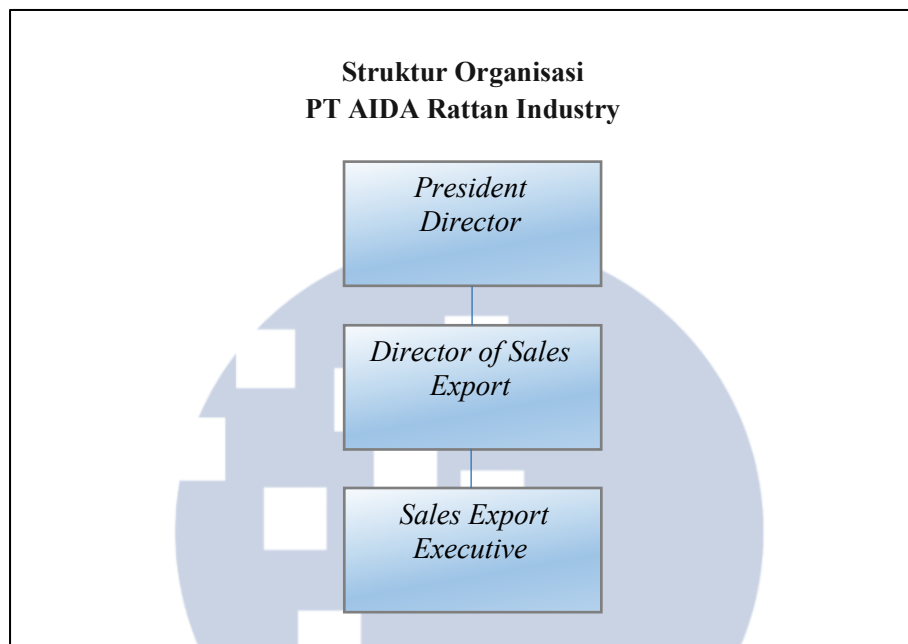 Struktur Organisasi
PT AIDA Rattan Industry
President
Director
Director of Sales
Export
Sales Export
Executive